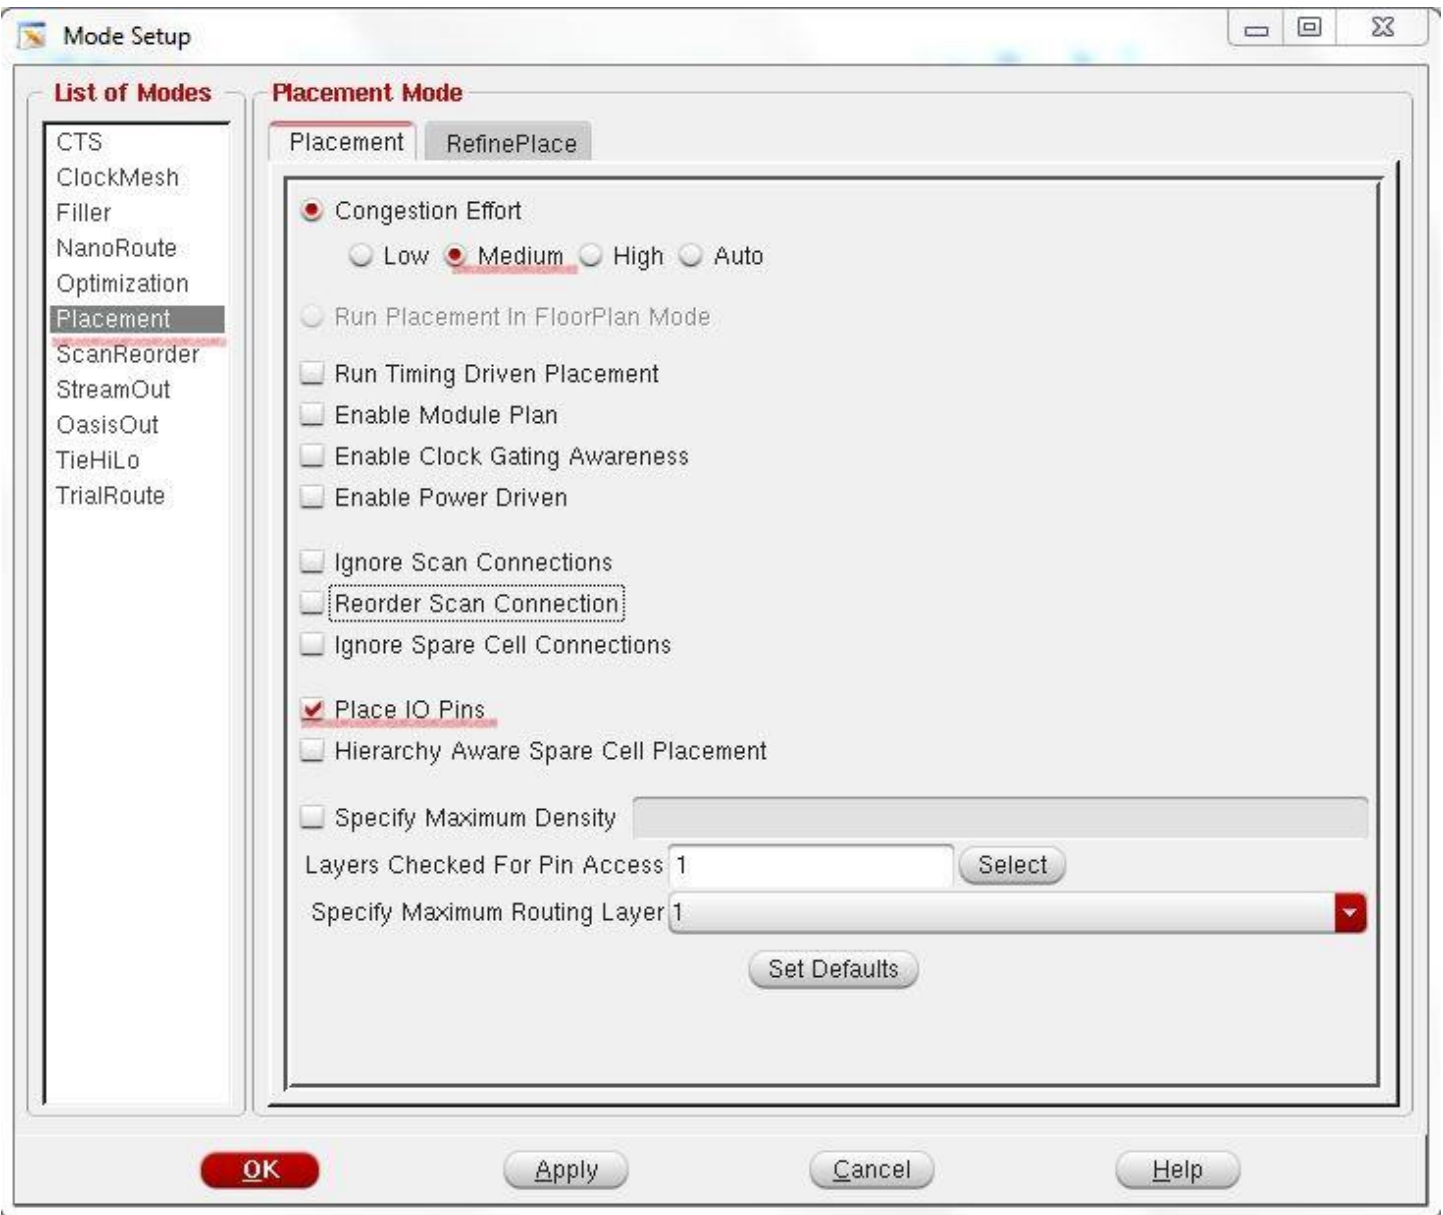 Mode Setup
List of Modes
CTS
ClockMesh
Filler
NanoRoute
Optimization
Placement
ScanReorder
StreamOut
OasisOut
TieHiLo
TrialRoute
Placement Mode
Placement RefinePlace
Congestion Effort
Low Medium High Auto
Run Placement In FloorPlan Mode
Run Timing Driven Placement
Enable Module Plan
Enable Clock Gating Awareness
Enable Power Driven
Ignore Scan Connections
Reorder Scan Connection
Ignore Spare Cell Connections
Place IO Pins
Hierarchy Aware Spare Cell Placement
Specify Maximum Density
Layers Checked For Pin Access 1 Select
Specify Maximum Routing Layer 1
Set Defaults
OK Apply Cancel Help